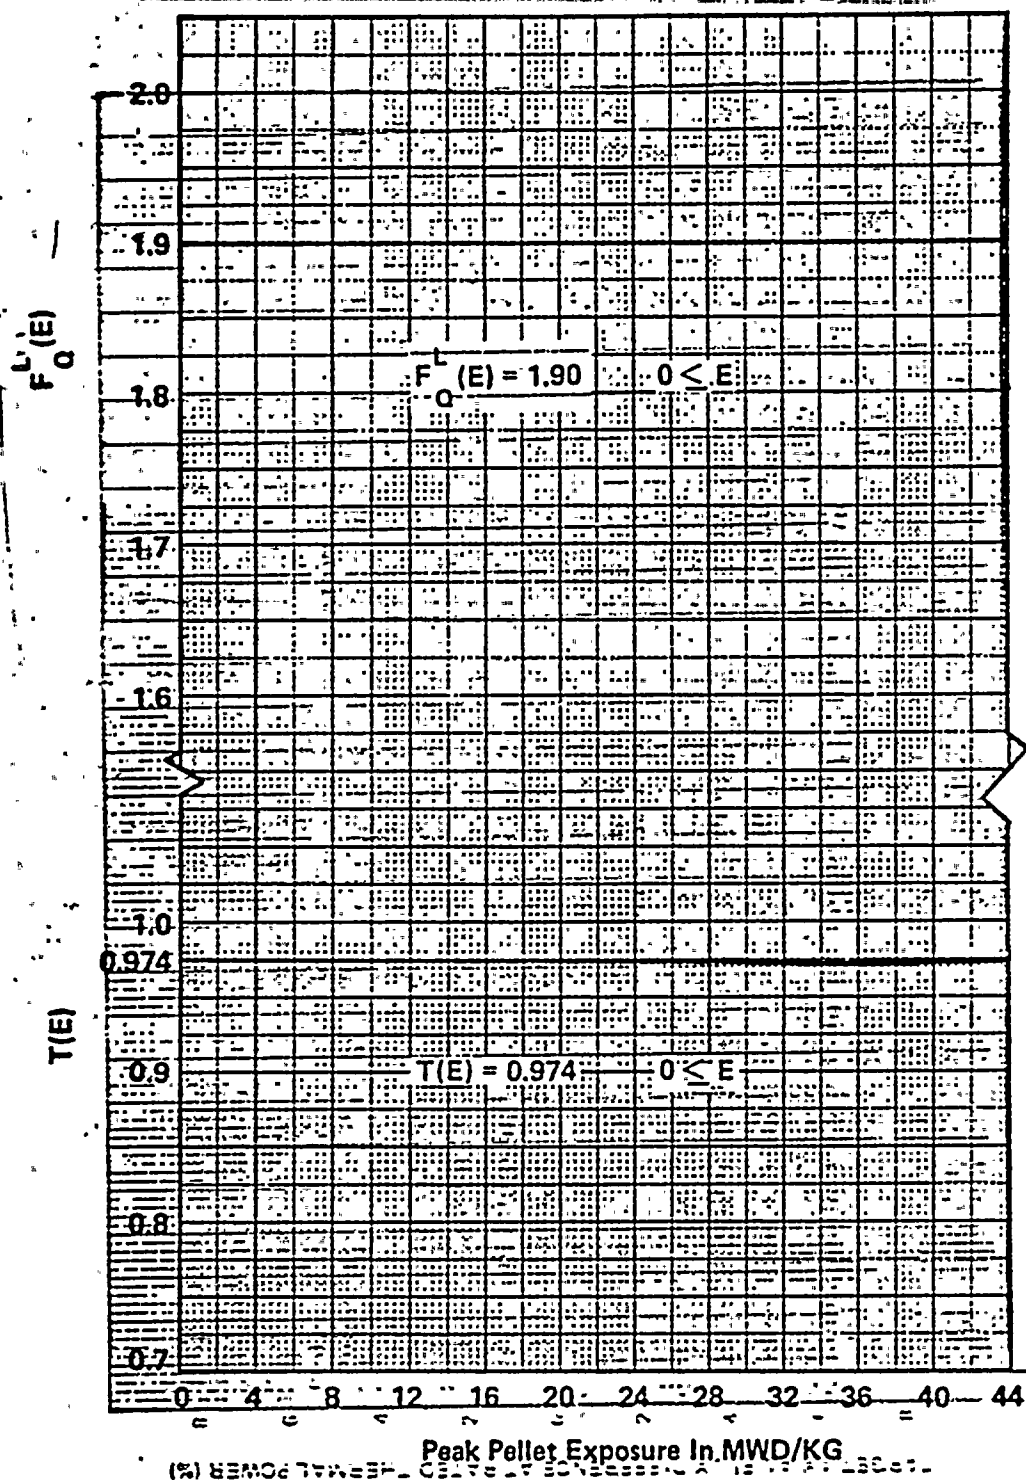 2.0
1.9
F_Q^L(E)
F_Q^L (E) = 1.90 0 ≤ E
1.8
1.7
1.6
1.0
0.974
T(E)
0.9
T(E) = 0.974 0 ≤ E
0.8
0.7
0 4 8 12 16 20 24 28 32 36 40 44
Peak Pellet Exposure In MWD/KG
THERMAL POWER (%)